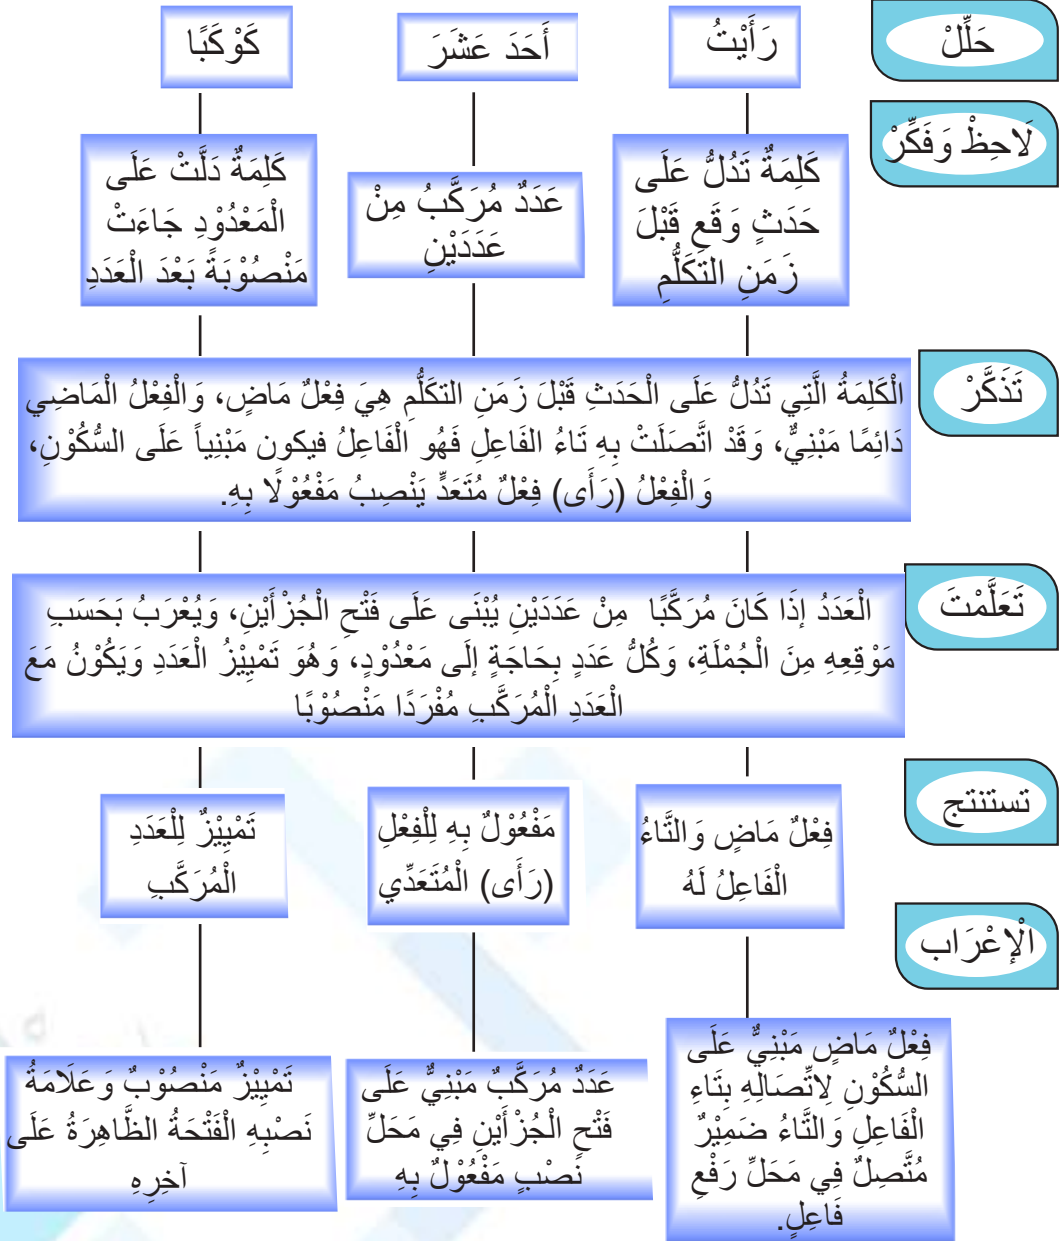 حَلِّلْ
رَأَيْتُ
أَحَدَ عَشَرَ
كَوْكَبًا
لَاحِظْ وَفَكِّرْ
كَلِمَةٌ تَدُلُّ عَلَى
حَدَثٍ وَقَعَ قَبْلَ
زَمَنِ التَكَلُّمِ
عَدَدٌ مُرَكَّبُ مِنْ
عَدَدَيْنِ
كَلِمَةٌ دَلَّتْ عَلَى
الْمَعْدُوْدِ جَاءَتْ
مَنْصُوْبَةً بَعْدَ الْعَدَدِ
تَذَكَّرْ
الْكَلِمَةُ الَّتِي تَدُلُّ عَلَى الْحَدَثِ قَبْلَ زَمَنِ التكَلُّمِ هِيَ فِعْلٌ مَاضٍ، وَالْفِعْلُ الْمَاضِي
دَائِمًا مَبْنِيٌّ، وَقَدْ اتَّصَلَتْ بِهِ تَاءُ الفَاعِلِ فَهُو الْفَاعِلُ فيكون مَبْنِياً عَلَى السُّكُوْنِ،
وَالْفِعْلُ (رَأَى) فِعْلٌ مُتَعَدٍّ يَنْصِبُ مَفْعُوْلًا بِهِ.
تَعَلَّمْتَ
الْعَدَدُ إذَا كَانَ مُرَكَّبًا مِنْ عَدَدَيْنِ يُبْنَى عَلَى فَتْحِ الْجُزْأَيْنِ، وَيُعْرَبُ بَحَسَبِ
مَوْقِعِهِ مِنَ الْجُمْلَةِ، وَكُلُّ عَدَدٍ بِحَاجَةٍ إلَى مَعْدُوْدٍ، وَهُوَ تَمْيِيْزُ الْعَدَدِ وَيَكُوْنُ مَعَ
الْعَدَدِ الْمُرَكَّبِ مُفْرَدًا مَنْصُوْبًا
تستنتج
فِعْلٌ مَاضٍ وَالتَّاءُ
الْفَاعِلُ لَهُ
مَفْعُوْلٌ بِهِ لِلْفِعْلِ
(رَأَى) الْمُتَعَدِّي
تَمْيِيْزٌ لِلْعَدَدِ
الْمُرَكَّبِ
الْإعْرَاب
فِعْلٌ مَاضٍ مَبْنِيٌّ عَلَى
السُّكُوْنِ لِاتِّصَالِهِ بِتَاءِ
الْفَاعِلِ وَالتَّاءُ ضَمِيْرٌ
مُتَّصِلٌ فِي مَحَلِّ رَفْعِ
فَاعِلٍ.
عَدَدٌ مُرَكَّبٌ مَبْنِيٌّ عَلَى
فَتْحِ الْجُزْأَيْنِ فِي مَحَلِّ
نَصْبٍ مَفْعُوْلٌ بِهِ
تَمْيِيْزٌ مَنْصُوْبٌ وَعَلَامَةُ
نَصْبِهِ الْفَتْحَةُ الظَّاهِرَةُ عَلَى
آخِرِهِ